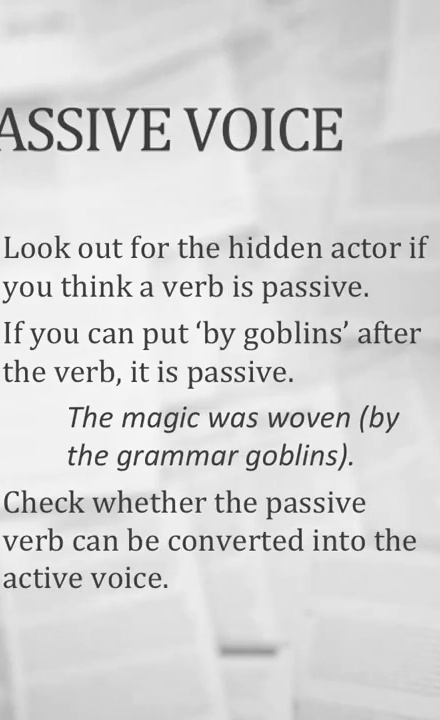 ASSIVE VOICE
Look out for the hidden actor if
you think a verb is passive.
If you can put ‘by goblins’ after
the verb, it is passive.
The magic was woven (by
the grammar goblins).
Check whether the passive
verb can be converted into the
active voice.